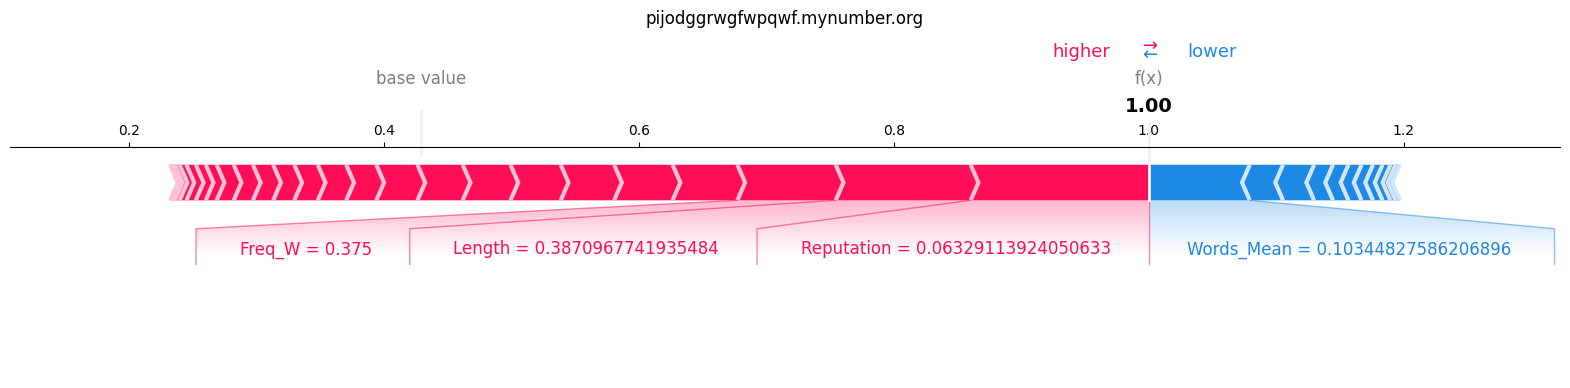 pijodggrwgfwpqwf.mynumber.org
higher → ← lower
base value f(x)
1.00
0.2 0.4 0.6 0.8 1.0 1.2
Freq_W = 0.375 Length = 0.3870967741935484 Reputation = 0.06329113924050633 Words_Mean = 0.10344827586206896